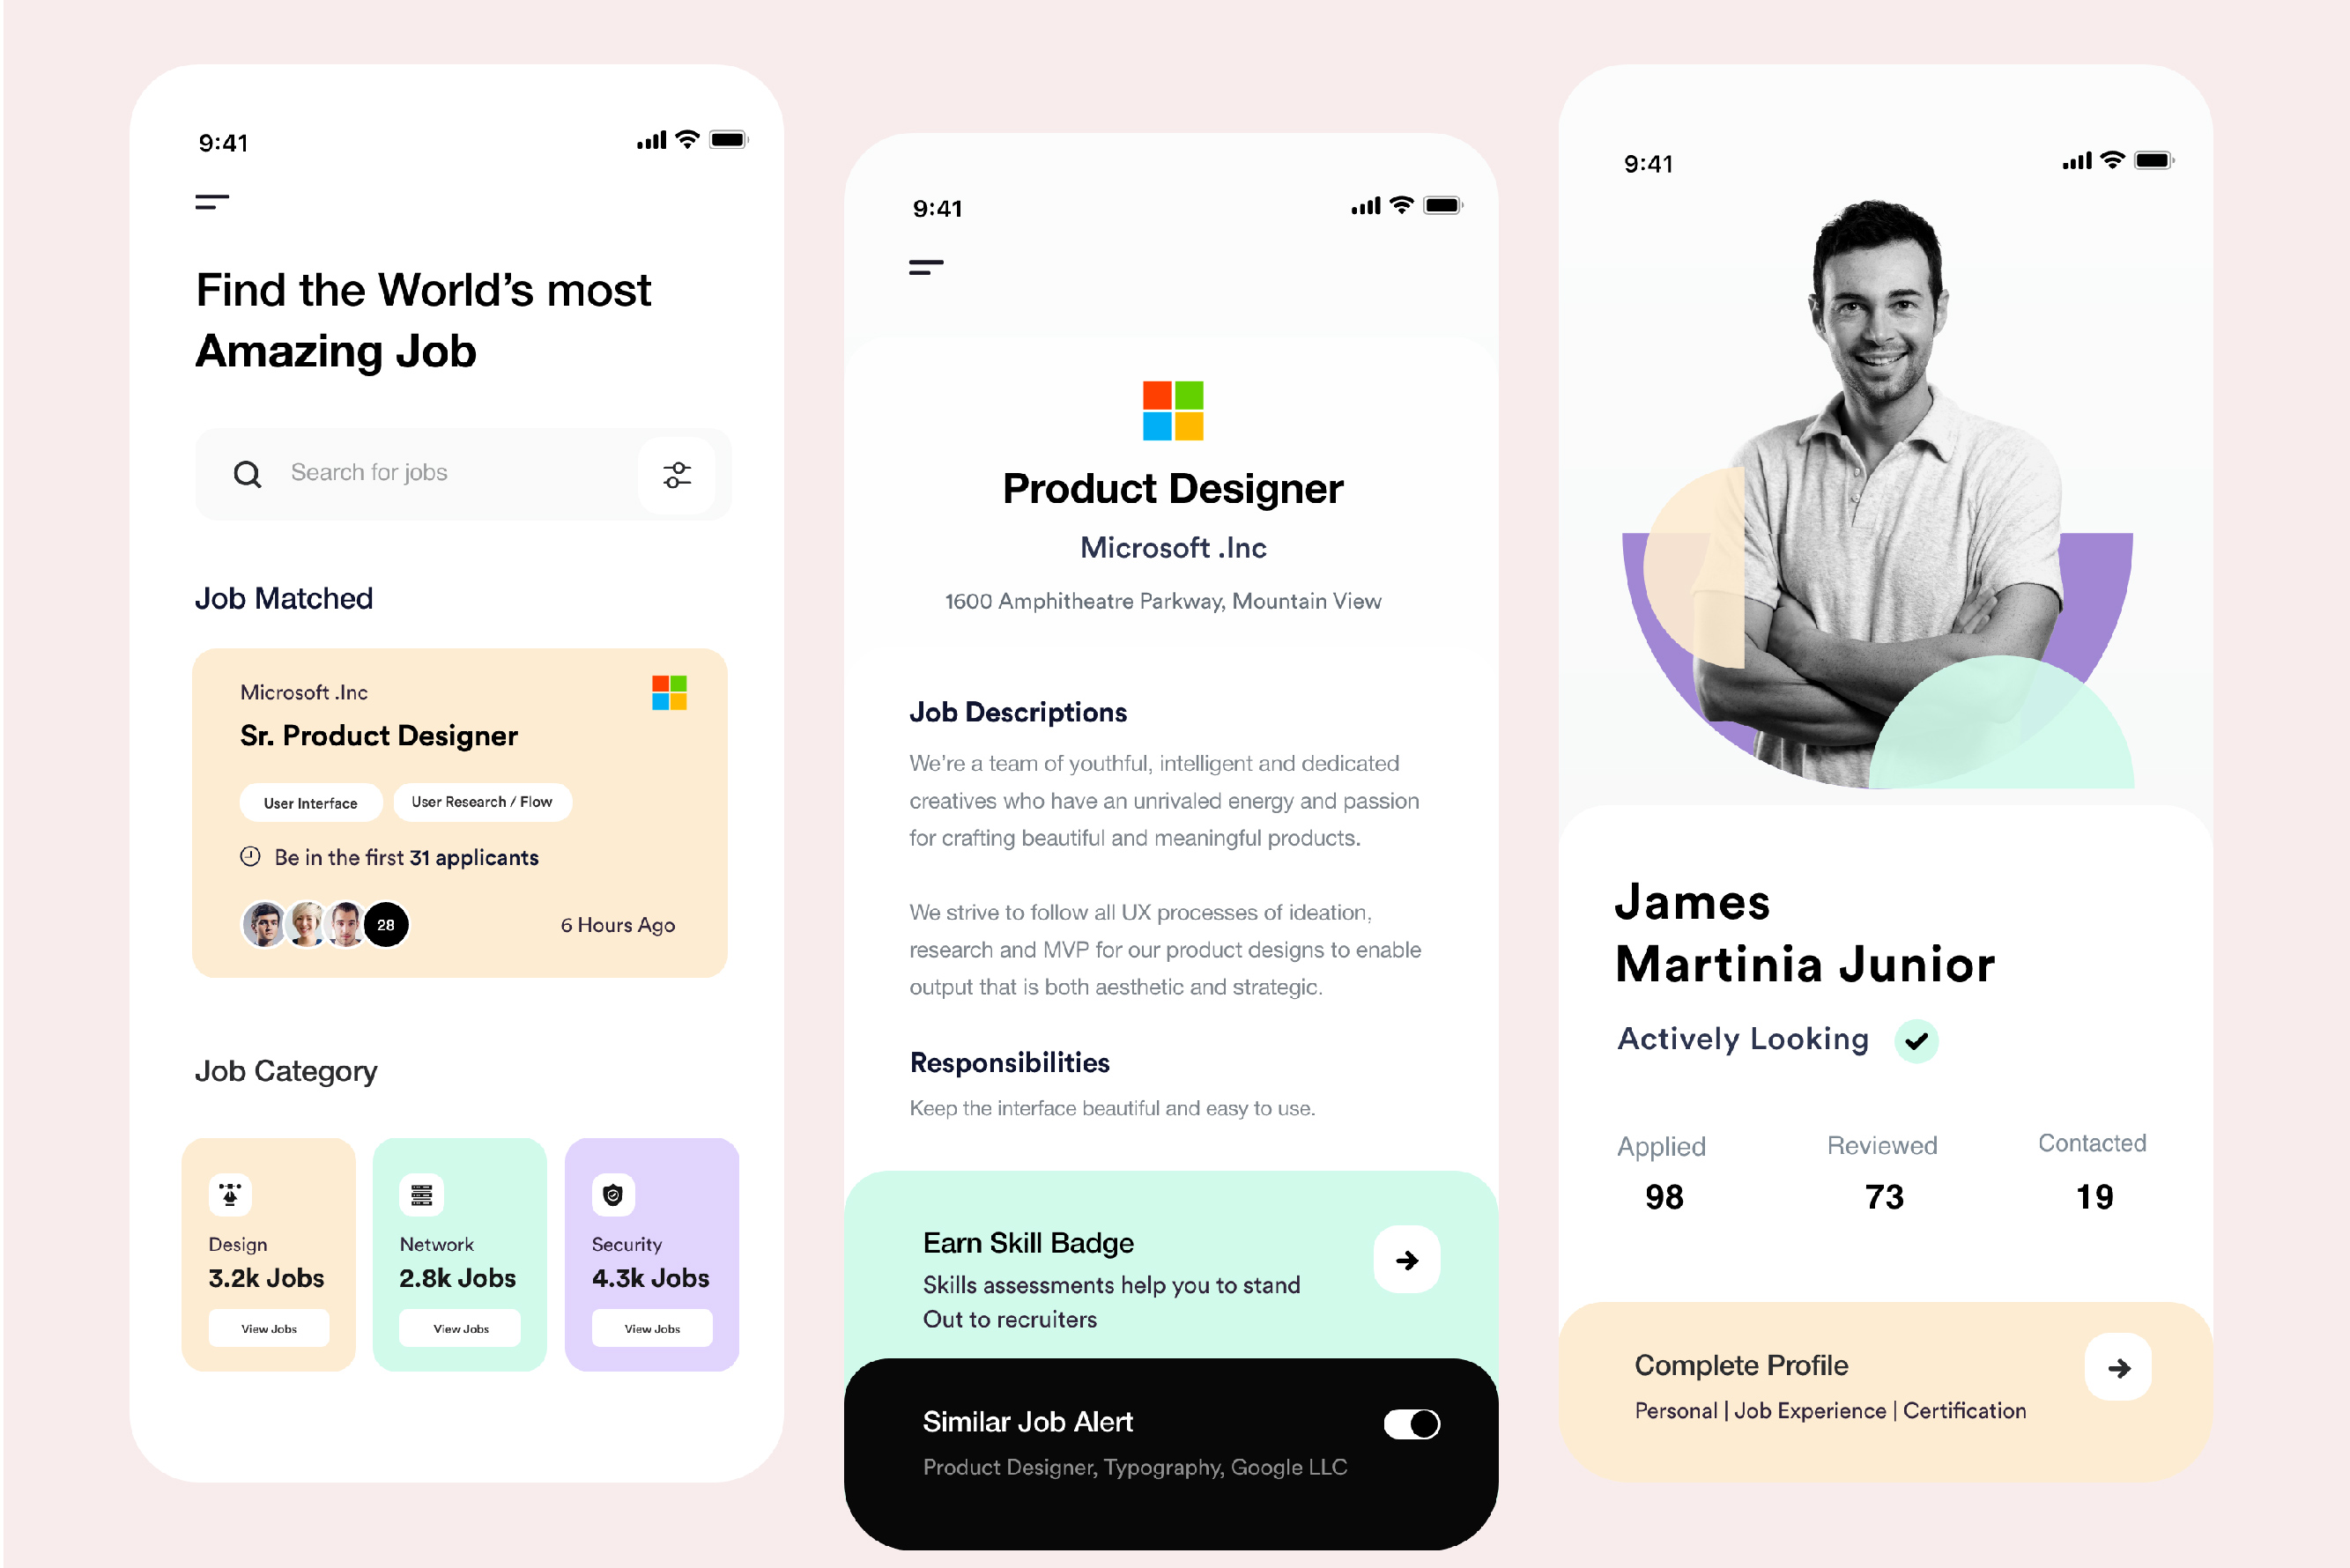 9:41
Find the World's most
Amazing Job
Search for jobs
Job Matched
Microsoft .Inc
Sr. Product Designer
User Interface
User Research / Flow
Be in the first 31 applicants
28
6 Hours Ago
Job Category
Design
3.2k Jobs
View Jobs
Network
2.8k Jobs
View Jobs
Security
4.3k Jobs
View Jobs
9:41
Product Designer
Microsoft .Inc
1600 Amphitheatre Parkway, Mountain View
Job Descriptions
We're a team of youthful, intelligent and dedicated
creatives who have an unrivaled energy and passion
for crafting beautiful and meaningful products.
We strive to follow all UX processes of ideation,
research and MVP for our product designs to enable
output that is both aesthetic and strategic.
Responsibilities
Keep the interface beautiful and easy to use.
Earn Skill Badge
Skills assessments help you to stand
Out to recruiters
Similar Job Alert
Product Designer, Typography, Google LLC
9:41
James
Martinia Junior
Actively Looking
Applied
98
Reviewed
73
Contacted
19
Complete Profile
Personal | Job Experience | Certification